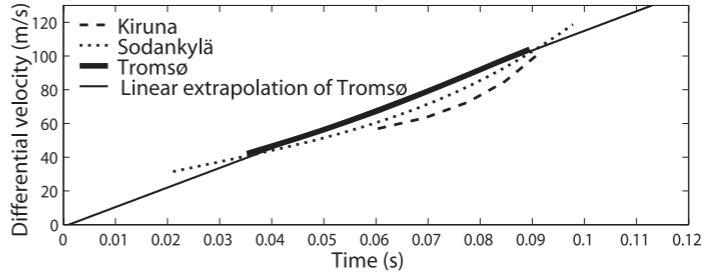 Differential velocity (m/s)
120
100
80
60
40
20
0
Kiruna
Sodankylä
Tromsø
Linear extrapolation of Tromsø
0 0.01 0.02 0.03 0.04 0.05 0.06 0.07 0.08 0.09 0.1 0.11 0.12
Time (s)